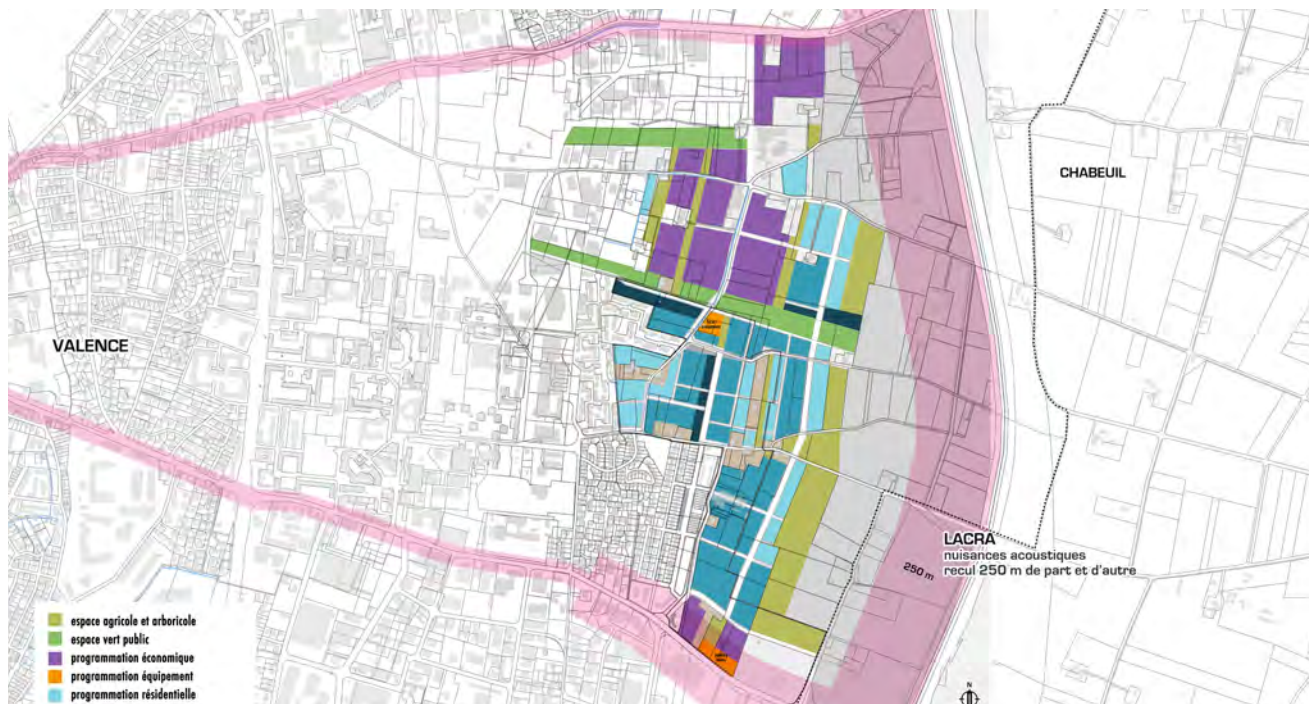 CHABEUIL
VALENCE
LACRA
nuisances acoustiques
recul 250 m de part et d'autre
250 m
espace agricole et arboricole
espace vert public
programmation économique
programmation équipement
programmation résidentielle
N